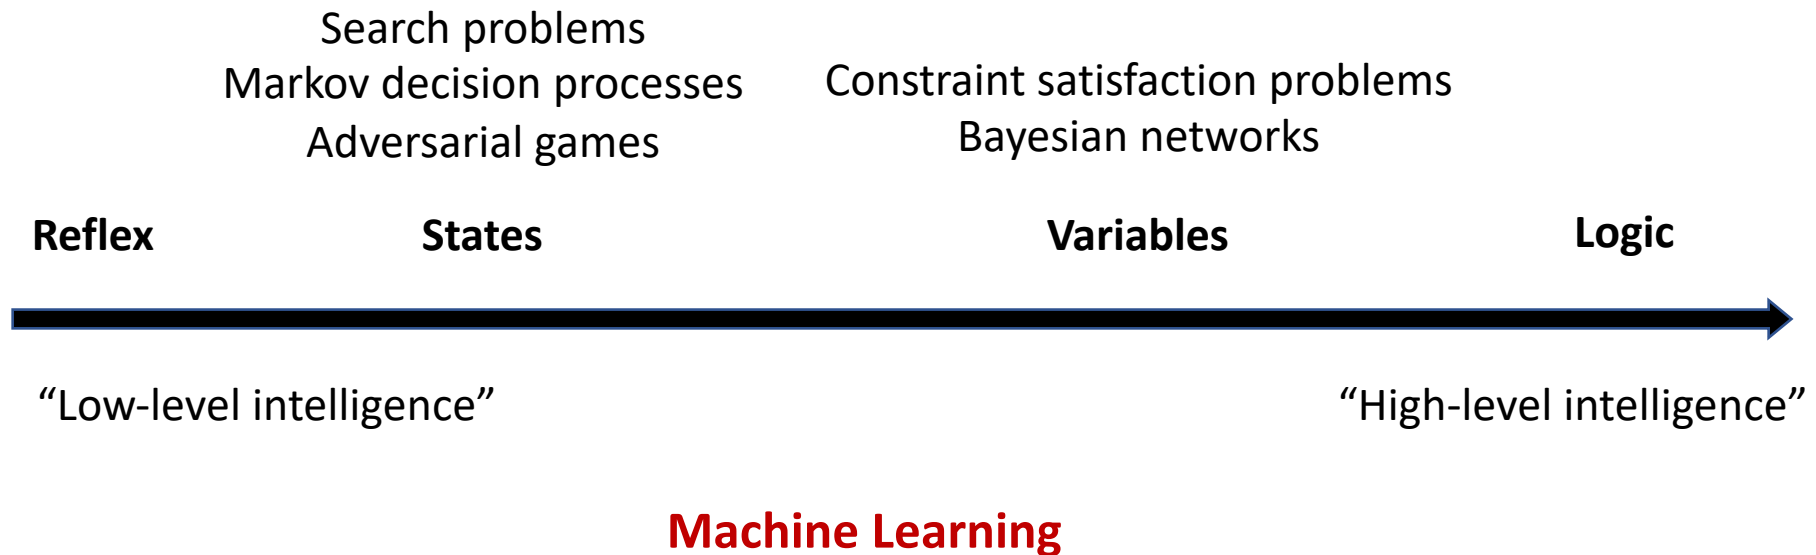 Search problems
Markov decision processes
Adversarial games
Constraint satisfaction problems
Bayesian networks
Reflex
States
Variables
Logic
“Low-level intelligence”
“High-level intelligence”
Machine Learning